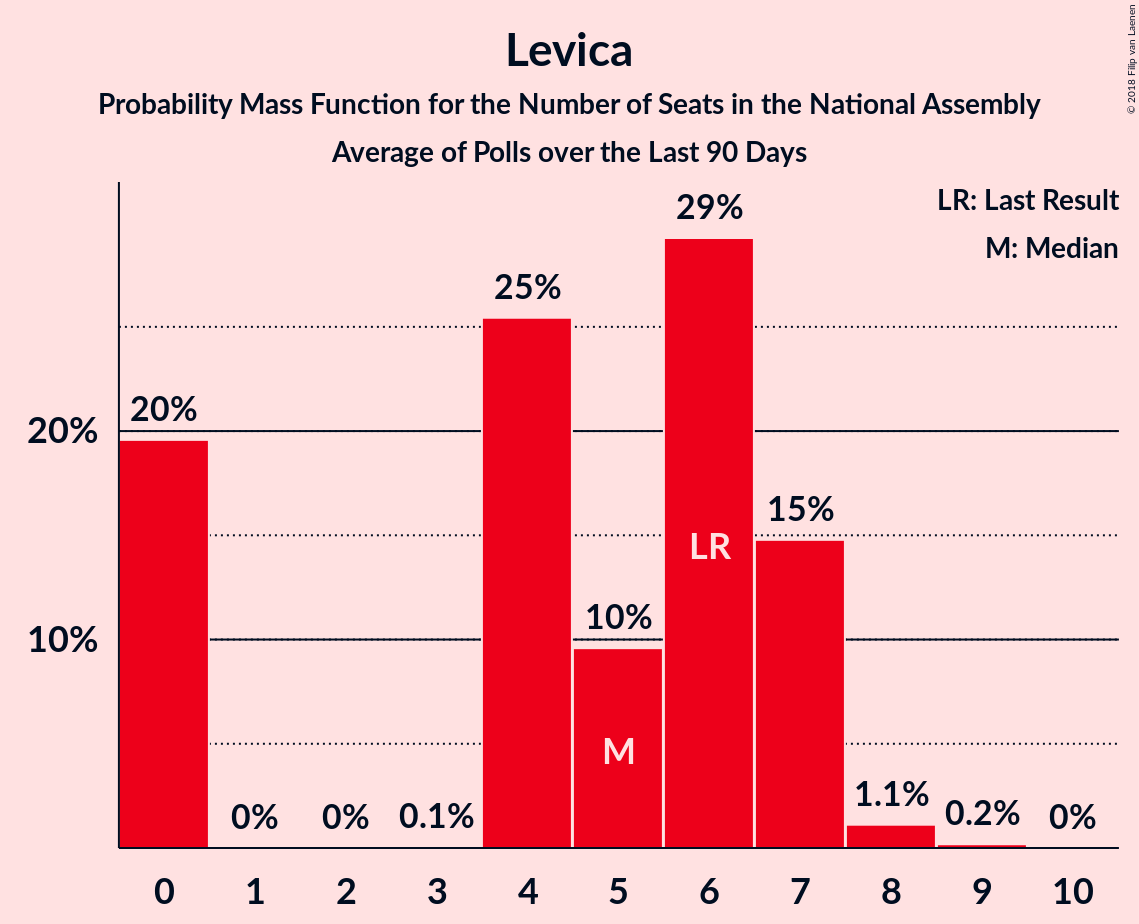 Levica
Probability Mass Function for the Number of Seats in the National Assembly
Average of Polls over the Last 90 Days
© 2018 Filip van Laenen
LR: Last Result
M: Median
20%
10%
20%
0%
0%
0.1%
25%
10%
29%
15%
1.1%
0.2%
0%
LR
M
0 1 2 3 4 5 6 7 8 9 10